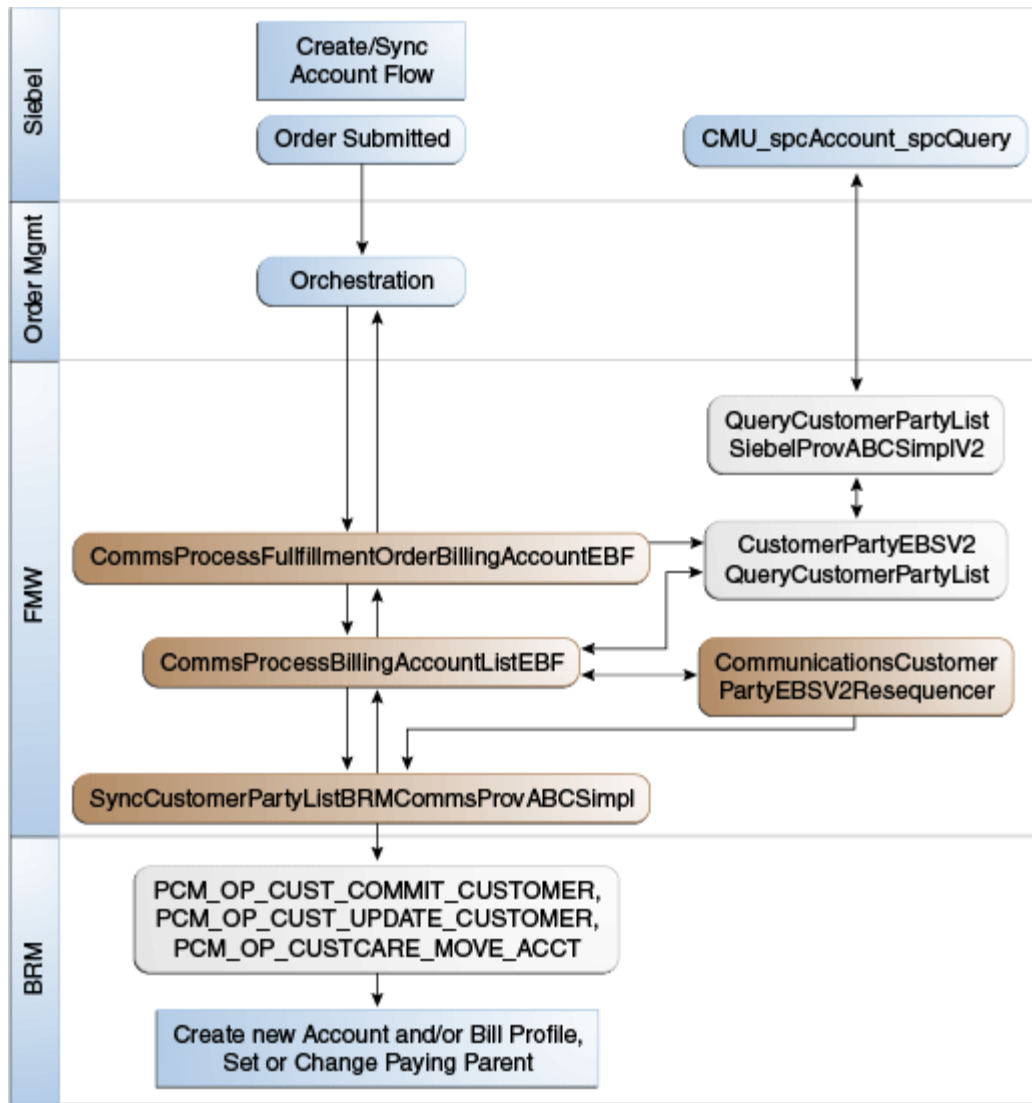 Siebel
Create/Sync
Account Flow
Order Submitted
CMU_spcAccount_spcQuery
Order Mgmt
Orchestration
FMW
QueryCustomerPartyList
SiebelProvABCSimplV2
CommsProcessFullfillmentOrderBillingAccountEBF
CustomerPartyEBSV2
QueryCustomerPartyList
CommsProcessBillingAccountListEBF
CommunicationsCustomer
PartyEBSV2Resequencer
SyncCustomerPartyListBRMCommsProvABCSimpl
BRM
PCM_OP_CUST_COMMIT_CUSTOMER,
PCM_OP_CUST_UPDATE_CUSTOMER,
PCM_OP_CUSTCARE_MOVE_ACCT
Create new Account and/or Bill Profile,
Set or Change Paying Parent